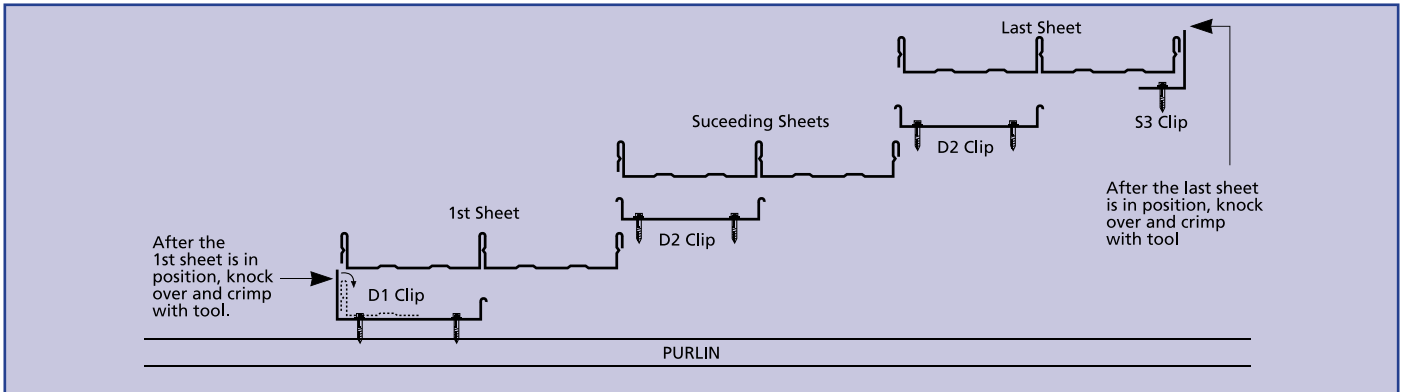 Last Sheet
S3 Clip
Suceeding Sheets
D2 Clip
After the last sheet
is in position, knock
over and crimp
with tool
1st Sheet
D2 Clip
After the
1st sheet is in
position, knock
over and crimp
with tool.
D1 Clip
PURLIN